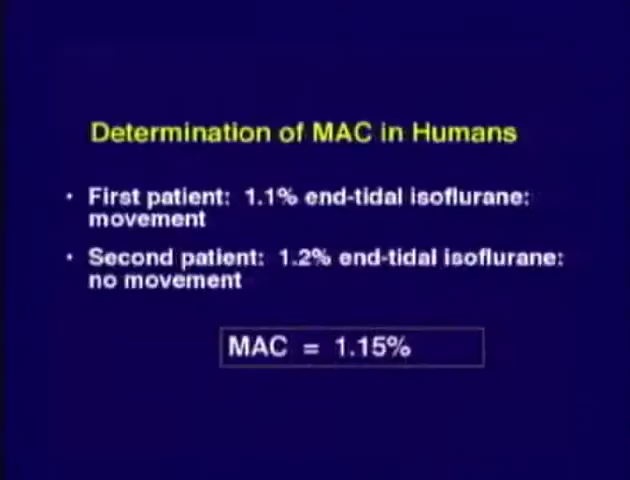 Determination of MAC in Humans
• First patient: 1.1% end-tidal isoflurane:
movement
• Second patient: 1.2% end-tidal isoflurane:
no movement
MAC = 1.15%